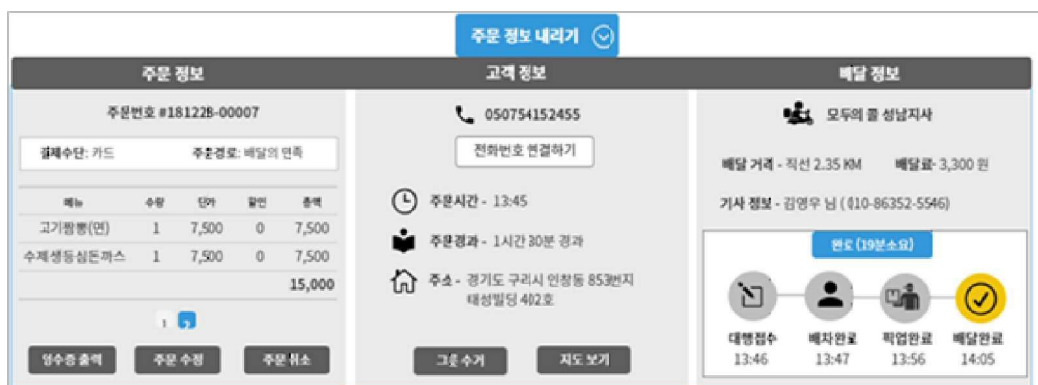 주문 정보 내리기
주문 정보
주문번호 #181228-00007
결제수단: 카드 주문경로: 배달의 민족
메뉴 수량 단가 할인 총액
고기짬뽕(면) 1 7,500 0 7,500
수제생등심돈까스 1 7,500 0 7,500
15,000
1 2
영수증 출력 주문 수정 주문 취소
고객 정보
050754152455
전화번호 연결하기
주문시간 - 13:45
주문경과 - 1시간 30분 경과
주소 - 경기도 구리시 인창동 853번지
태성빌딩 402호
그릇 수거 지도 보기
배달 정보
모두의 콜 성남지사
배달 거리 - 직선 2.35 KM 배달료- 3,300 원
기사 정보 - 김영우 님 ( 010-86352-5546)
완료 (19분소요)
대행접수 배차완료 픽업완료 배달완료
13:46 13:47 13:56 14:05